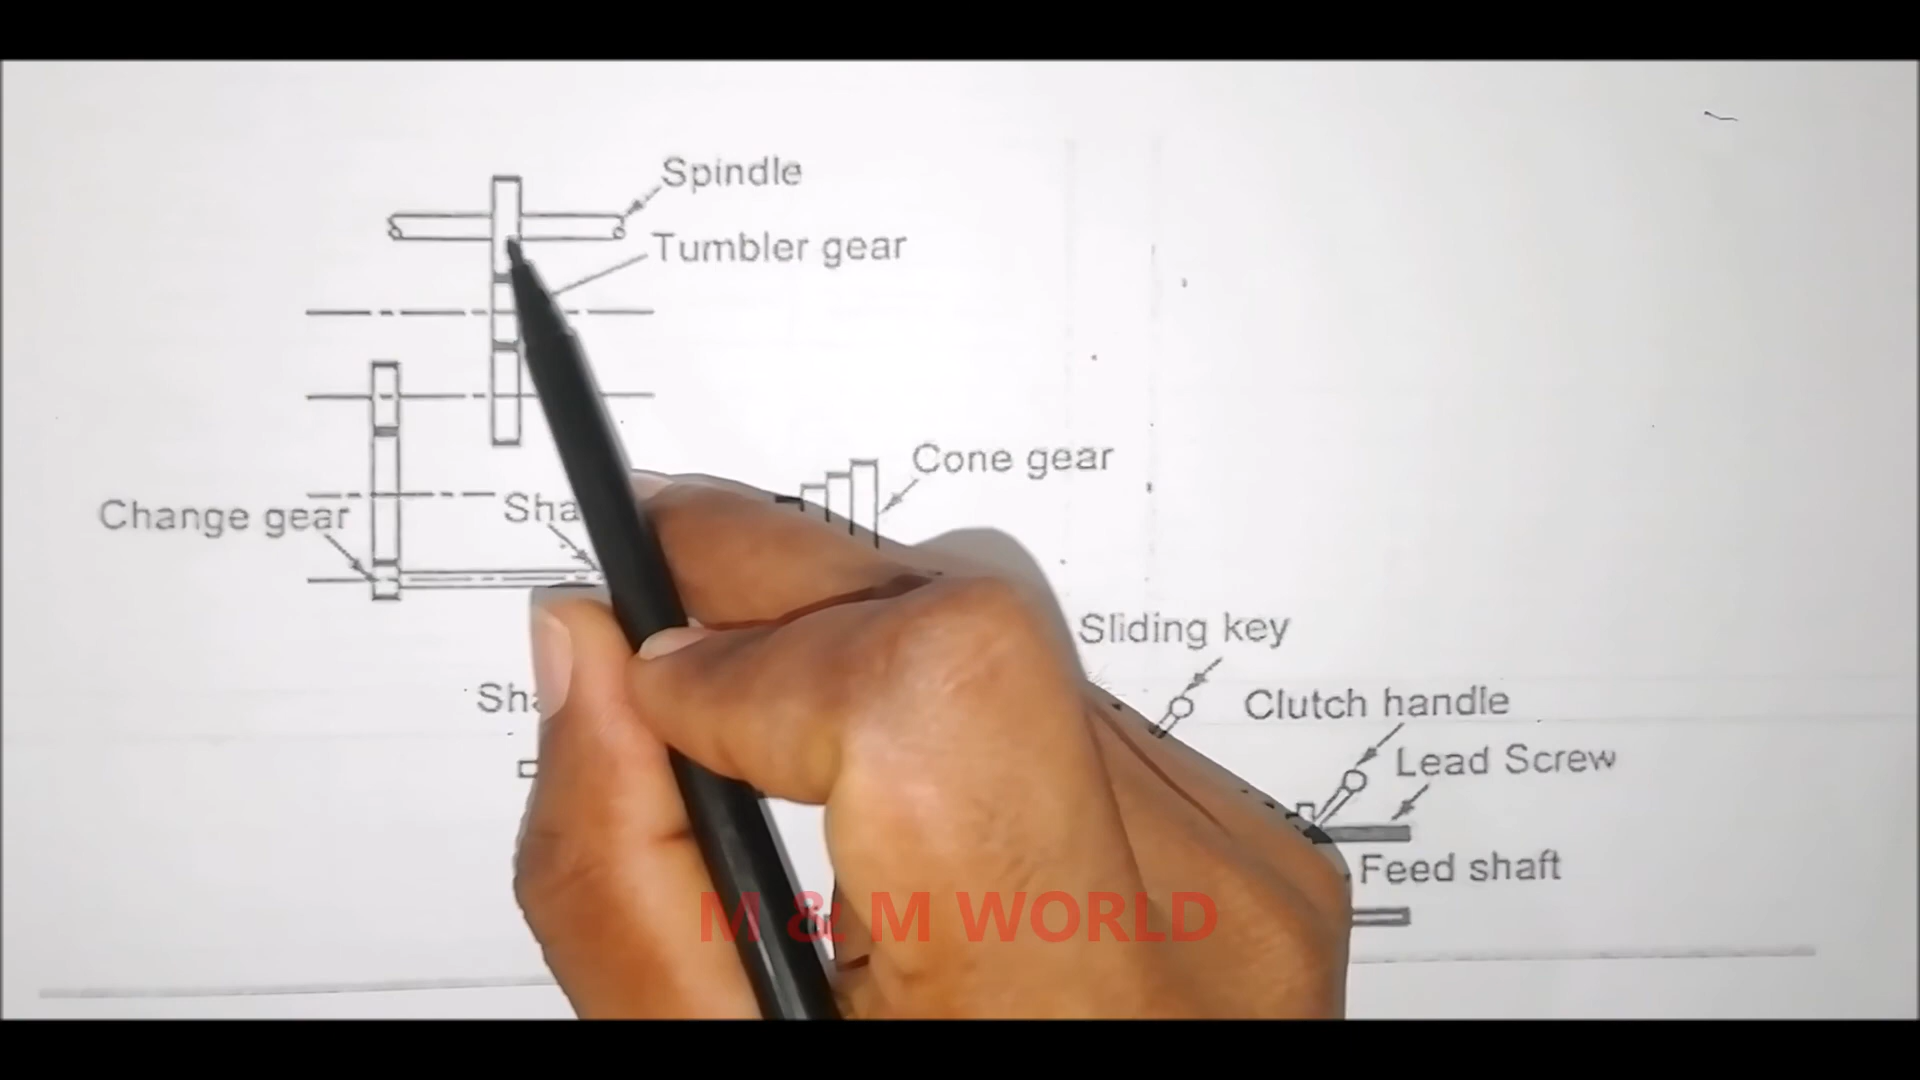 Spindle
Tumbler gear
Cone gear
Change gear
Sliding key
Clutch handle
Lead Screw
Feed shaft
M & M WORLD